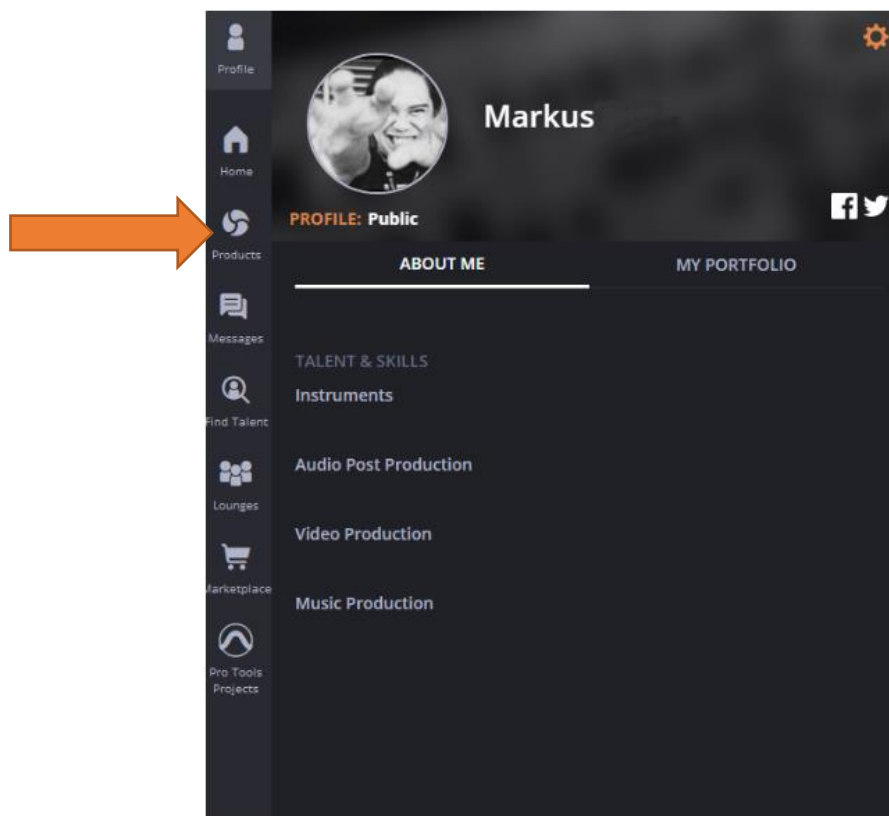 Profile
Markus
Home
PROFILE: Public
Products
ABOUT ME
MY PORTFOLIO
Messages
TALENT & SKILLS
Instruments
Find Talent
Audio Post Production
Lounges
Video Production
Marketplace
Music Production
Pro Tools
Projects